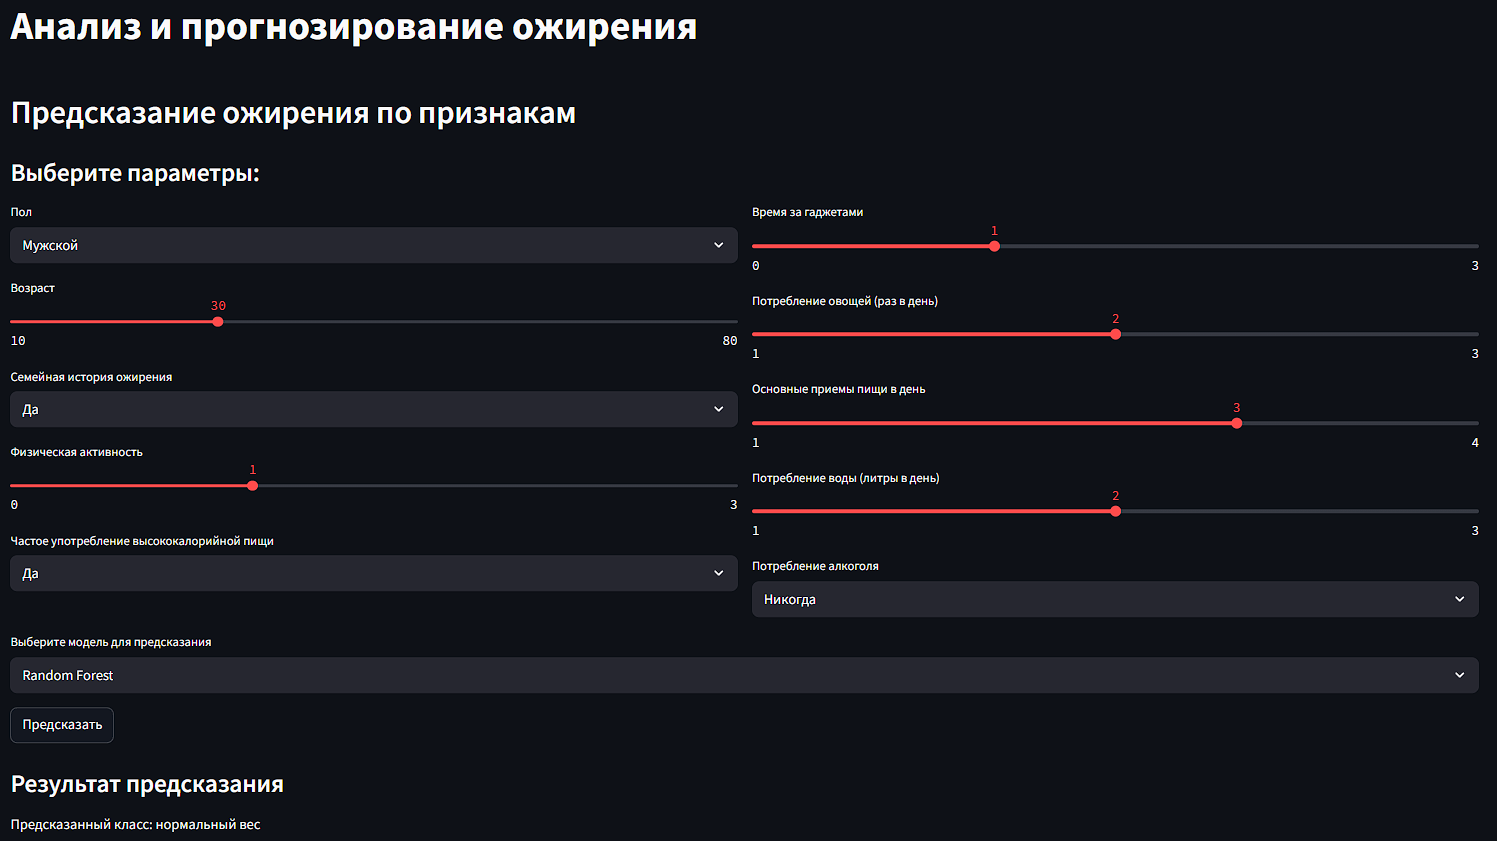 Анализ и прогнозирование ожирения
Предсказание ожирения по признакам
Выберите параметры:
Пол
Мужской
Возраст
30
10 80
Семейная история ожирения
Да
Физическая активность
1
0 3
Частое употребление высококалорийной пищи
Да
Время за гаджетами
1
0 3
Потребление овощей (раз в день)
2
1 3
Основные приемы пищи в день
3
1 4
Потребление воды (литры в день)
2
1 3
Потребление алкоголя
Никогда
Выберите модель для предсказания
Random Forest
Предсказать
Результат предсказания
Предсказанный класс: нормальный вес